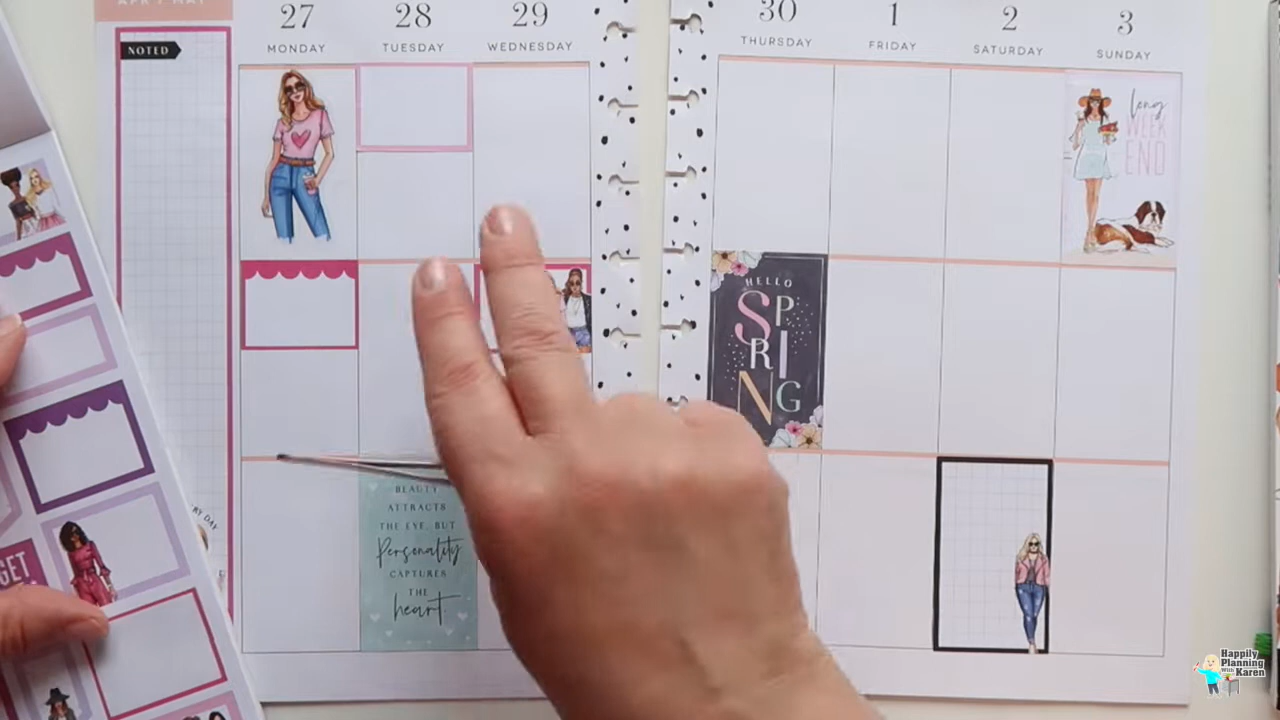 APR / MAY
NOTED
27
28
29
30
1
2
3
MONDAY
TUESDAY
WEDNESDAY
THURSDAY
FRIDAY
SATURDAY
SUNDAY
long
WEEK
END
HELLO
SPRING
BEAUTY
ATTRACTS
THE EYE, BUT
Personality
CAPTURES
THE
heart.
DAY
GET
Happily
Planning
With
Karen